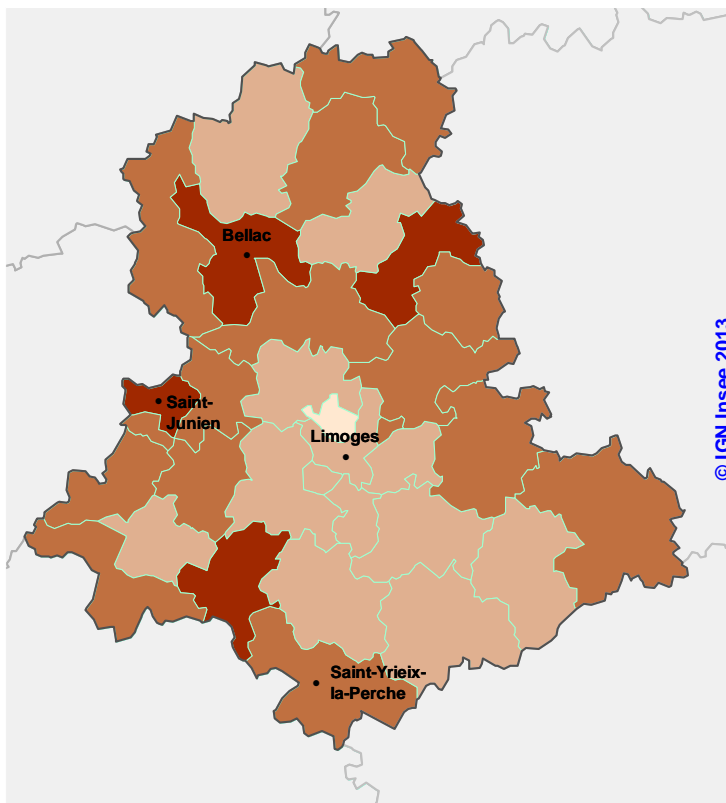 Bellac
Saint-
Junien
Limoges
Saint-Yrieix-
la-Perche
© IGN Insee 2013